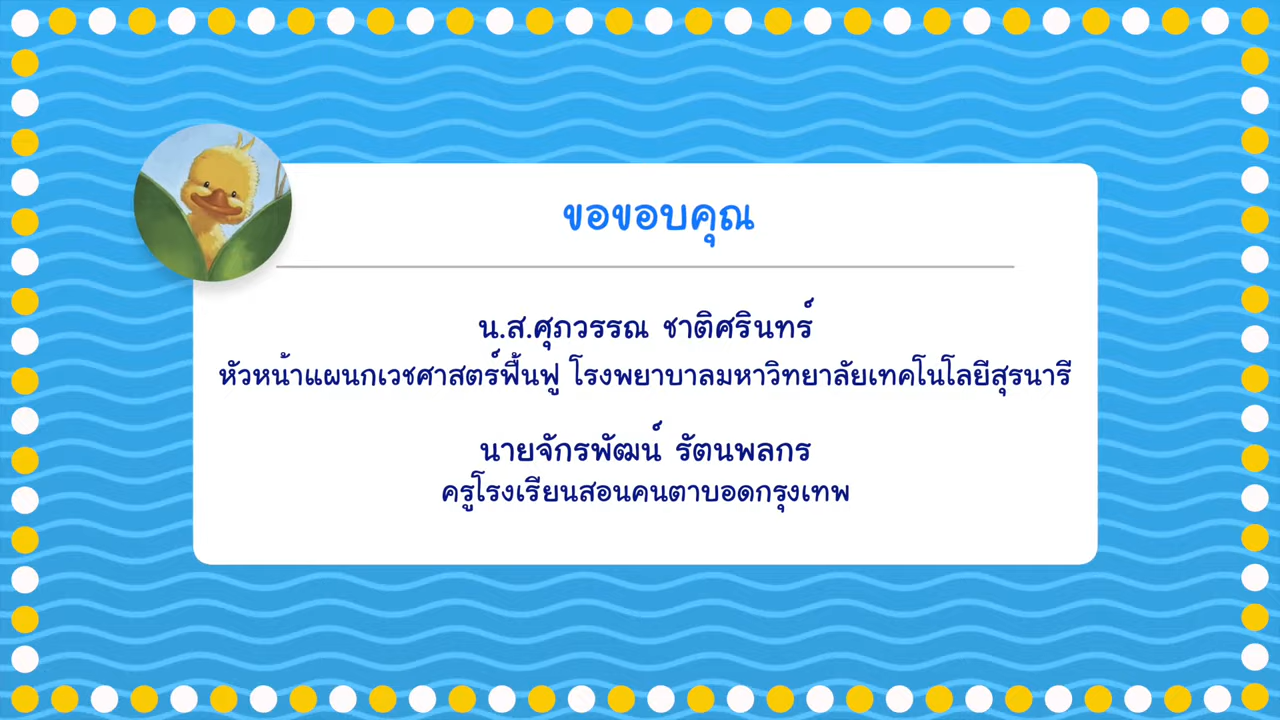 ขอขอบคุณ
น.ส.ศุภวรรณ ชาติศรินทร์
หัวหน้าแผนกเวชศาสตร์ฟื้นฟู โรงพยาบาลมหาวิทยาลัยเทคโนโลยีสุรนารี
นายจักรพัฒน์ รัตนพลกร
ครูโรงเรียนสอนคนตาบอดกรุงเทพ